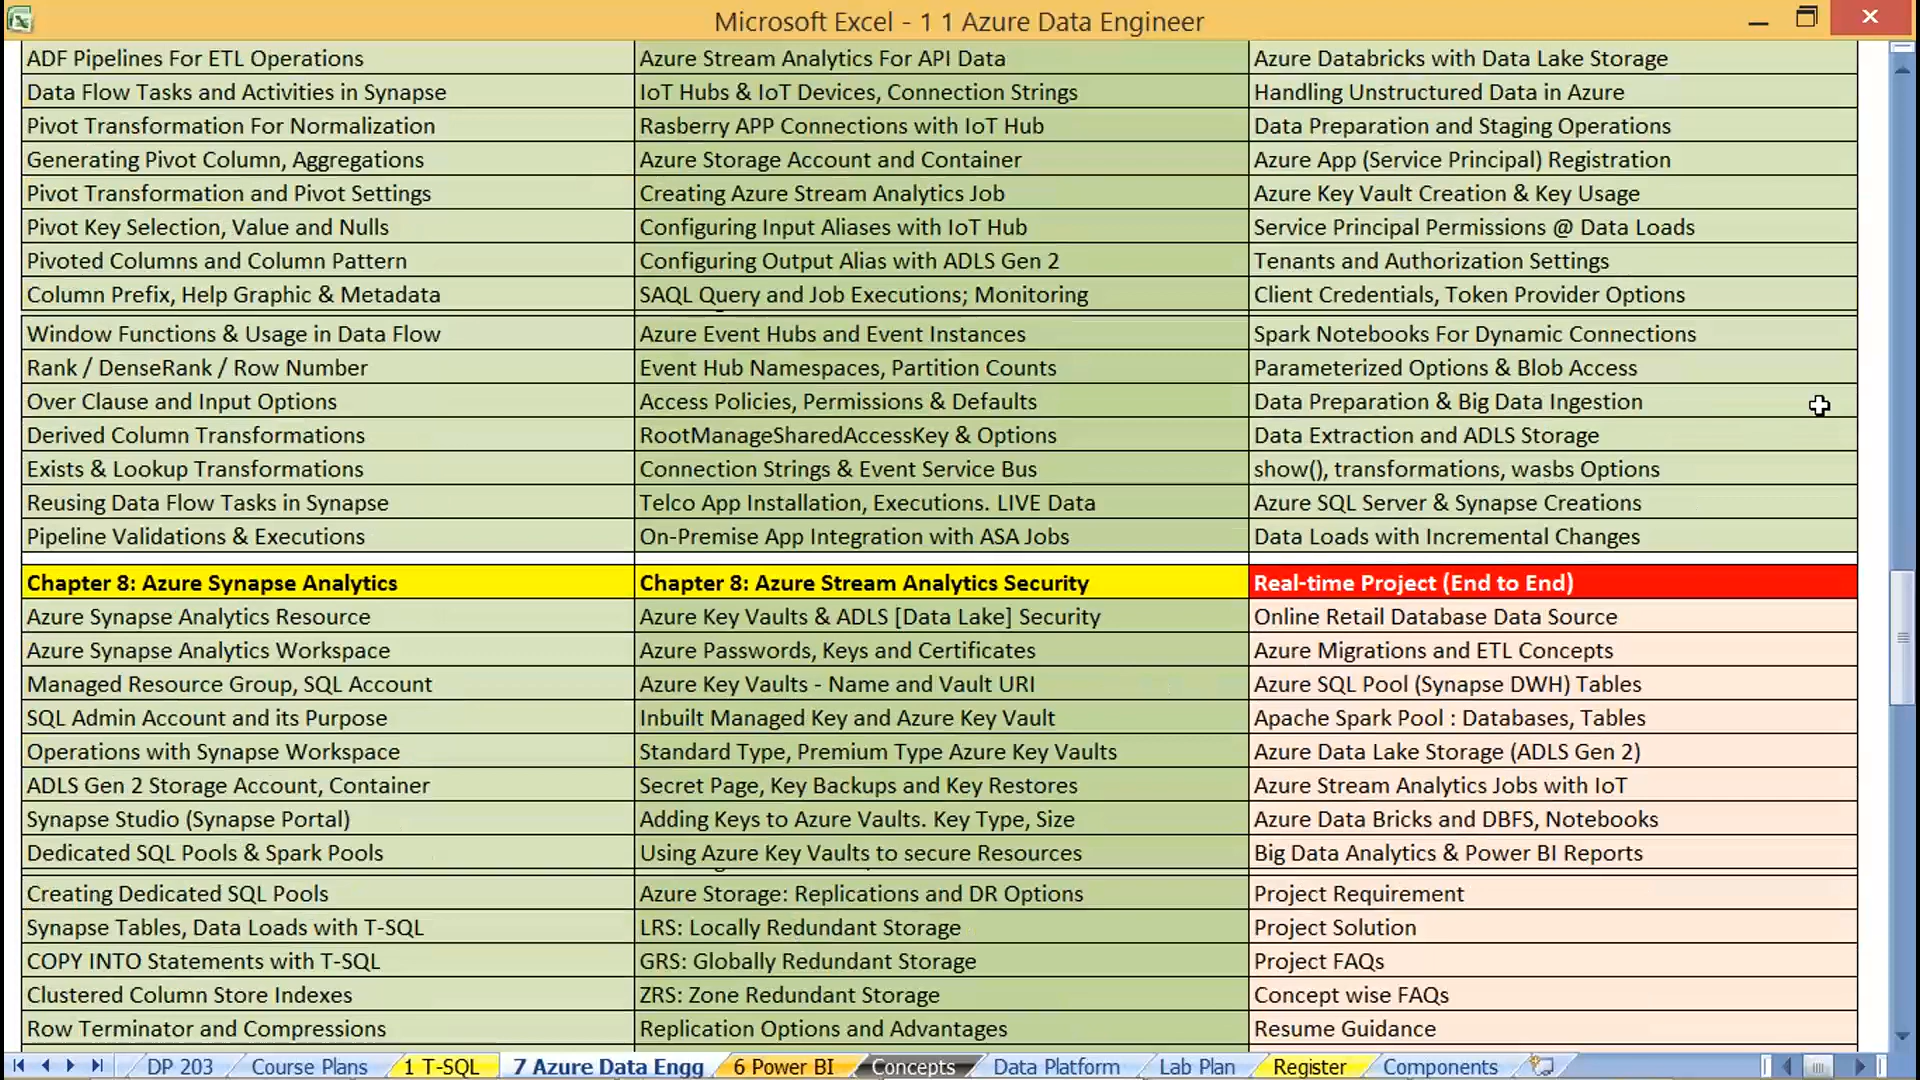 Microsoft Excel - 1 1 Azure Data Engineer
ADF Pipelines For ETL Operations
Data Flow Tasks and Activities in Synapse
Pivot Transformation For Normalization
Generating Pivot Column, Aggregations
Pivot Transformation and Pivot Settings
Pivot Key Selection, Value and Nulls
Pivoted Columns and Column Pattern
Column Prefix, Help Graphic & Metadata
Window Functions & Usage in Data Flow
Rank / DenseRank / Row Number
Over Clause and Input Options
Derived Column Transformations
Exists & Lookup Transformations
Reusing Data Flow Tasks in Synapse
Pipeline Validations & Executions
Chapter 8: Azure Synapse Analytics
Azure Synapse Analytics Resource
Azure Synapse Analytics Workspace
Managed Resource Group, SQL Account
SQL Admin Account and its Purpose
Operations with Synapse Workspace
ADLS Gen 2 Storage Account, Container
Synapse Studio (Synapse Portal)
Dedicated SQL Pools & Spark Pools
Creating Dedicated SQL Pools
Synapse Tables, Data Loads with T-SQL
COPY INTO Statements with T-SQL
Clustered Column Store Indexes
Row Terminator and Compressions
Azure Stream Analytics For API Data
IoT Hubs & IoT Devices, Connection Strings
Rasberry APP Connections with IoT Hub
Azure Storage Account and Container
Creating Azure Stream Analytics Job
Configuring Input Aliases with IoT Hub
Configuring Output Alias with ADLS Gen 2
SAQL Query and Job Executions; Monitoring
Azure Event Hubs and Event Instances
Event Hub Namespaces, Partition Counts
Access Policies, Permissions & Defaults
RootManageSharedAccessKey & Options
Connection Strings & Event Service Bus
Telco App Installation, Executions. LIVE Data
On-Premise App Integration with ASA Jobs
Chapter 8: Azure Stream Analytics Security
Azure Key Vaults & ADLS [Data Lake] Security
Azure Passwords, Keys and Certificates
Azure Key Vaults - Name and Vault URI
Inbuilt Managed Key and Azure Key Vault
Standard Type, Premium Type Azure Key Vaults
Secret Page, Key Backups and Key Restores
Adding Keys to Azure Vaults. Key Type, Size
Using Azure Key Vaults to secure Resources
Azure Storage: Replications and DR Options
LRS: Locally Redundant Storage
GRS: Globally Redundant Storage
ZRS: Zone Redundant Storage
Replication Options and Advantages
Azure Databricks with Data Lake Storage
Handling Unstructured Data in Azure
Data Preparation and Staging Operations
Azure App (Service Principal) Registration
Azure Key Vault Creation & Key Usage
Service Principal Permissions @ Data Loads
Tenants and Authorization Settings
Client Credentials, Token Provider Options
Spark Notebooks For Dynamic Connections
Parameterized Options & Blob Access
Data Preparation & Big Data Ingestion
Data Extraction and ADLS Storage
show(), transformations, wasbs Options
Azure SQL Server & Synapse Creations
Data Loads with Incremental Changes
Real-time Project (End to End)
Online Retail Database Data Source
Azure Migrations and ETL Concepts
Azure SQL Pool (Synapse DWH) Tables
Apache Spark Pool : Databases, Tables
Azure Data Lake Storage (ADLS Gen 2)
Azure Stream Analytics Jobs with IoT
Azure Data Bricks and DBFS, Notebooks
Big Data Analytics & Power BI Reports
Project Requirement
Project Solution
Project FAQs
Concept wise FAQs
Resume Guidance
DP 203
Course Plans
1 T-SQL
7 Azure Data Engg
6 Power BI
Concepts
Data Platform
Lab Plan
Register
Components